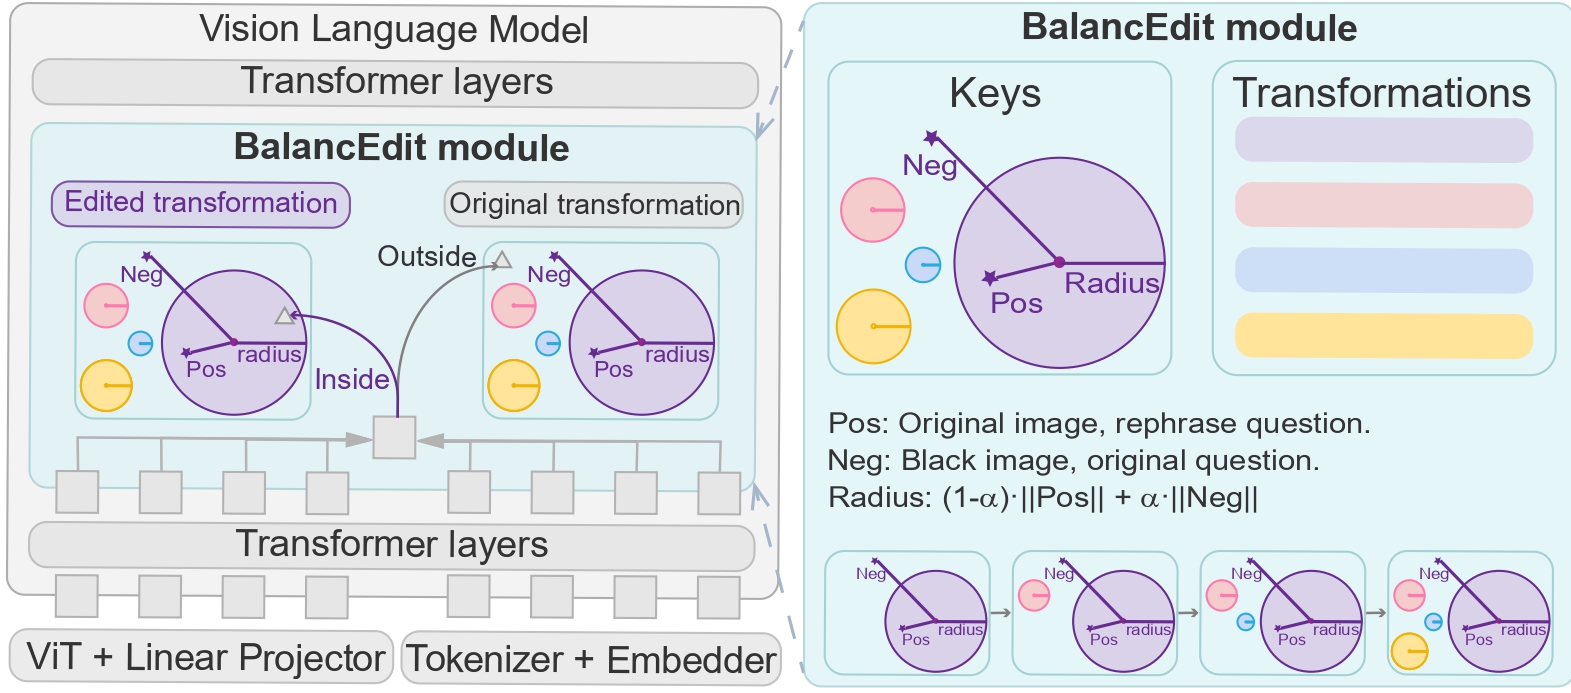 Vision Language Model
Transformer layers
BalancEdit module
Edited transformation
Original transformation
Outside
Neg
Pos
radius
Inside
Neg
Pos
radius
Transformer layers
ViT + Linear Projector
Tokenizer + Embedder
BalancEdit module
Keys
Transformations
Neg
Pos
Radius
Pos: Original image, rephrase question.
Neg: Black image, original question.
Radius: (1-α)·||Pos|| + α·||Neg||
Neg
Pos
radius
Neg
Pos
radius
Neg
Pos
radius
Neg
Pos
radius